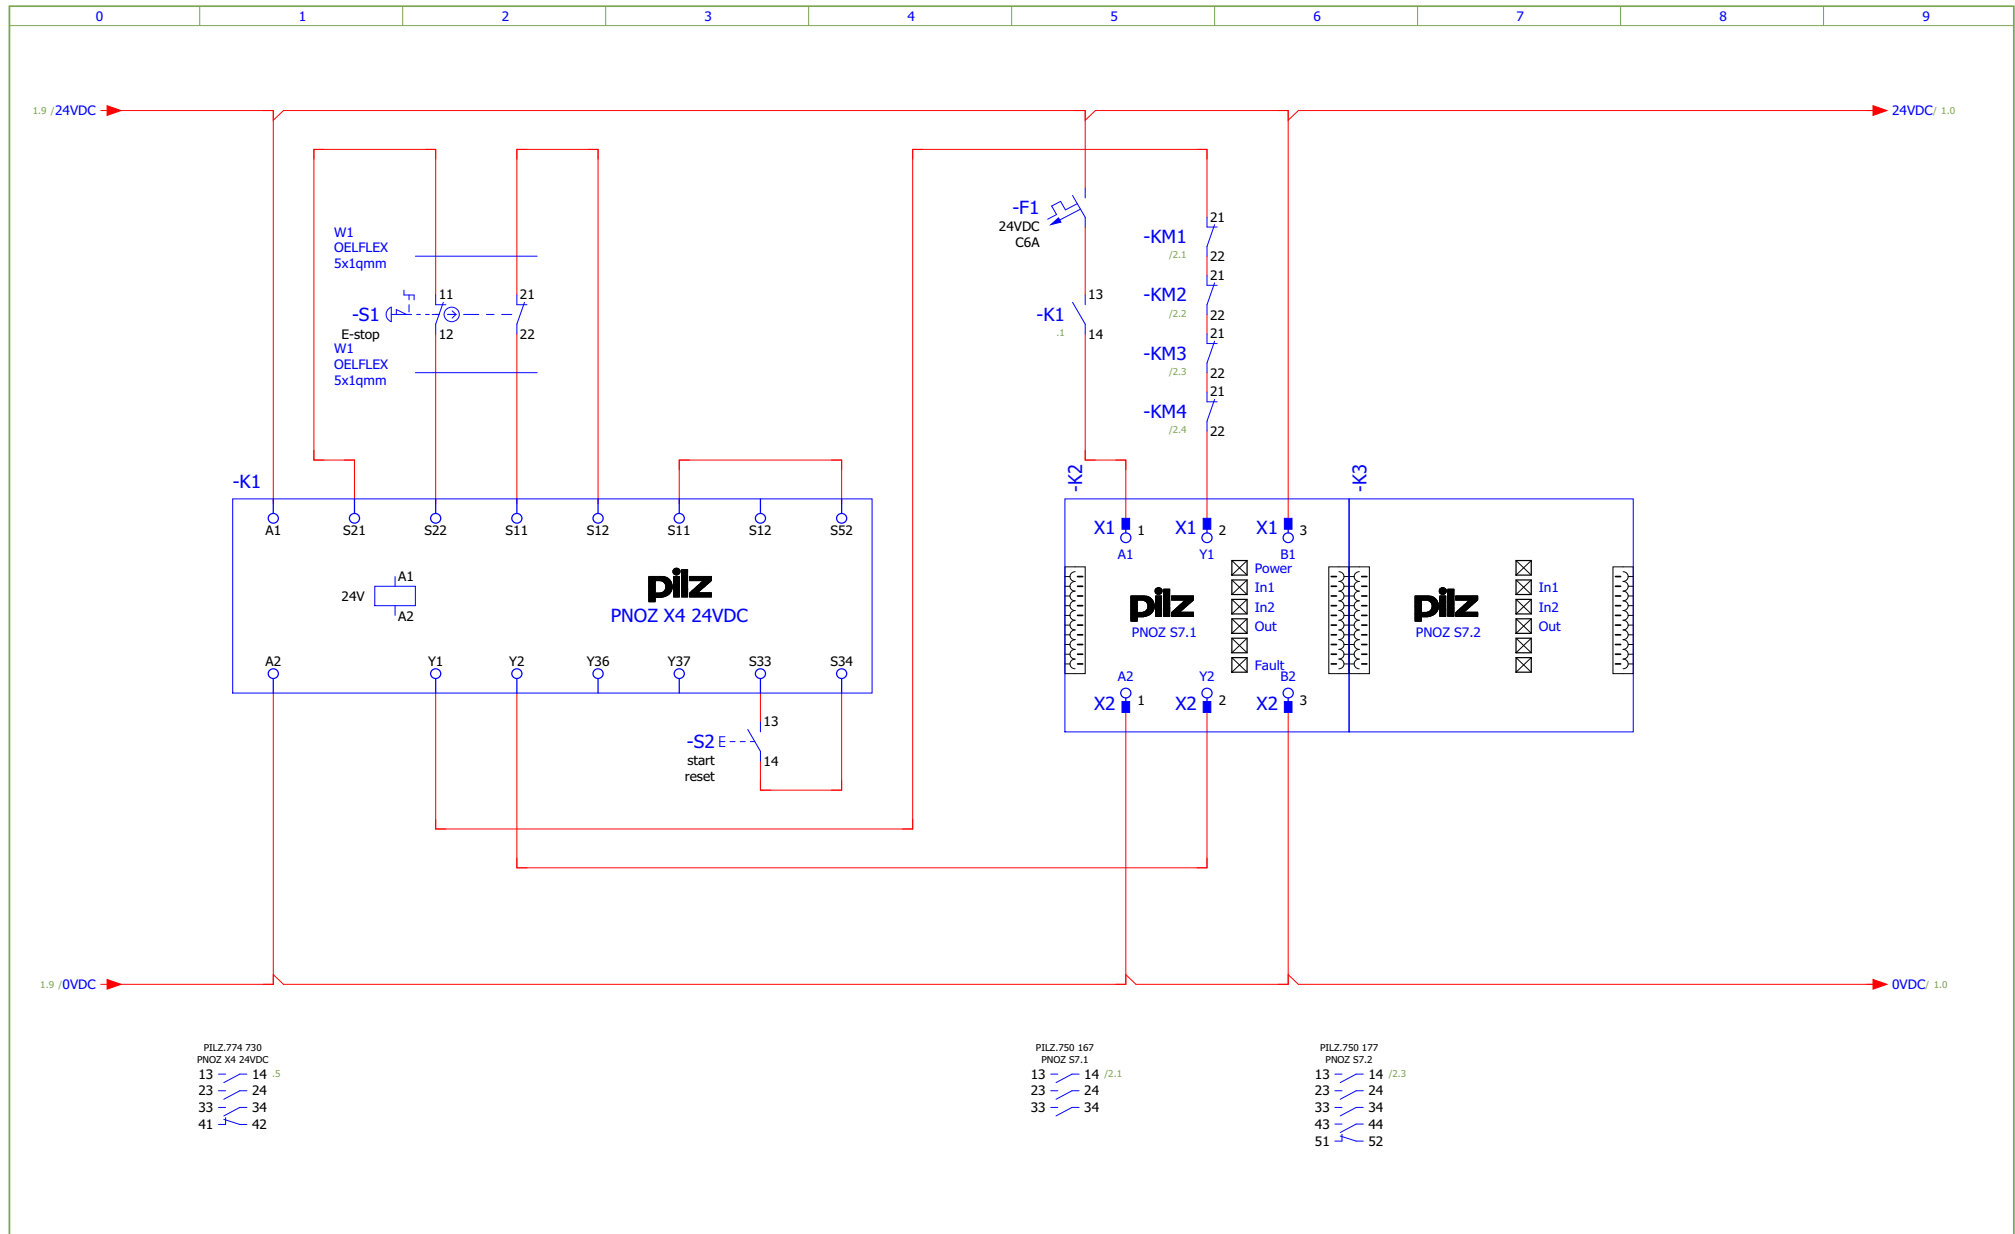 0 1 2 3 4 5 6 7 8 9
1.9 /24VDC
24VDC/ 1.0
W1
OELFLEX
5x1qmm
-S1
E-stop
11
12
21
22
W1
OELFLEX
5x1qmm
-F1
24VDC
C6A
-K1
.1
13
14
-KM1
/2.1
21
22
-KM2
/2.2
21
22
-KM3
/2.3
21
22
-KM4
/2.4
21
22
-K1
A1 S21 S22 S11 S12 S11 S12 S52
24V
A1
A2
pilz
PNOZ X4 24VDC
A2 Y1 Y2 Y36 Y37 S33 S34
-S2
start
reset
13
14
-K2
X1 1 X1 2 X1 3
A1 Y1 B1
pilz
PNOZ S7.1
Power
In1
In2
Out
Fault
A2 Y2 B2
X2 1 X2 2 X2 3
-K3
pilz
PNOZ S7.2
In1
In2
Out
1.9 /0VDC
0VDC/ 1.0
PILZ.774 730
PNOZ X4 24VDC
13 14 .5
23 24
33 34
41 42
PILZ.750 167
PNOZ S7.1
13 14 /2.1
23 24
33 34
PILZ.750 177
PNOZ S7.2
13 14 /2.3
23 24
33 34
43 44
51 52